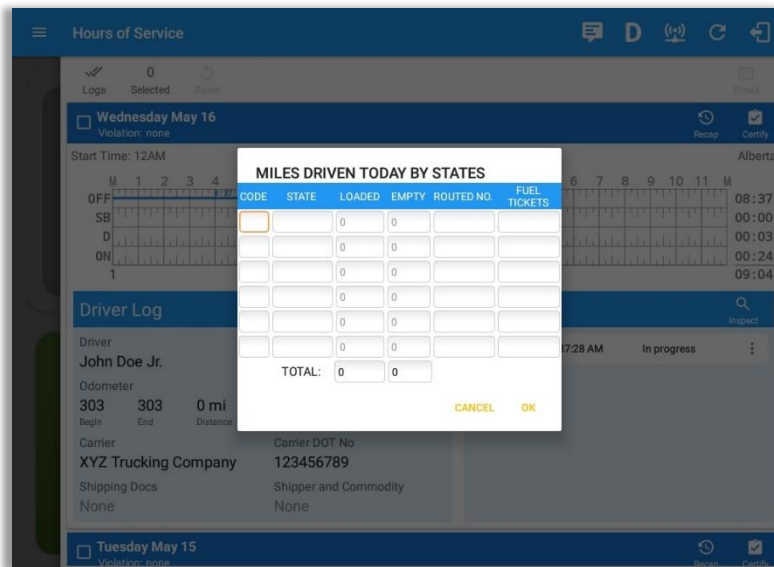 Hours of Service
D
Logs
0
Selected
Reset
Email
Wednesday May 16
Violation: none
Recap
Certify
Start Time: 12AM
Alberta
M 1 2 3 4
6 7 8 9 10 11 M
OFF
08:37
SB
00:00
D
00:03
ON
00:24
1
09:04
MILES DRIVEN TODAY BY STATES
CODE STATE LOADED EMPTY ROUTED NO. FUEL TICKETS
0 0
0 0
0 0
0 0
0 0
0 0
TOTAL: 0 0
CANCEL OK
Driver Log
Inspect
Driver
John Doe Jr.
7:28 AM In progress
Odometer
303 303 0 mi
Begin End Distance
Carrier Carrier DOT No
XYZ Trucking Company 123456789
Shipping Docs Shipper and Commodity
None None
Tuesday May 15
Violation: none
Recap
Certify